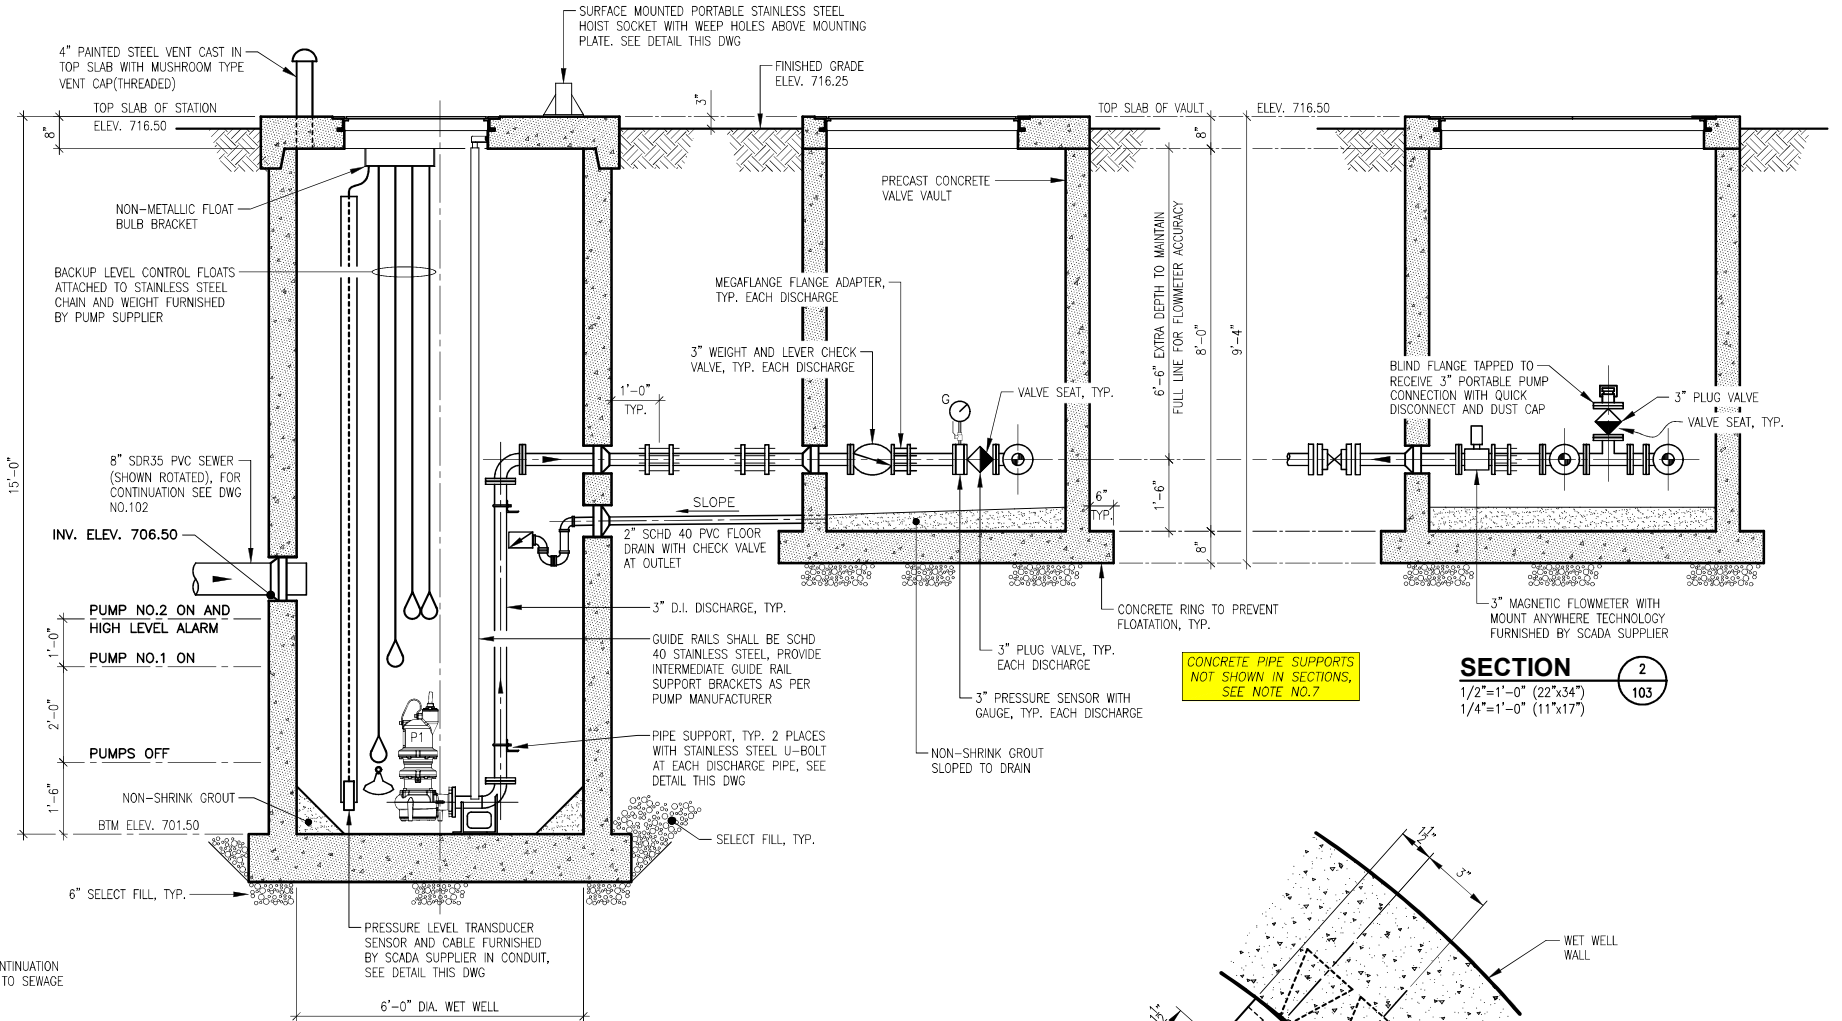 SURFACE MOUNTED PORTABLE STAINLESS STEEL
HOIST SOCKET WITH WEEP HOLES ABOVE MOUNTING
PLATE. SEE DETAIL THIS DWG
4" PAINTED STEEL VENT CAST IN
TOP SLAB WITH MUSHROOM TYPE
VENT CAP(THREADED)
FINISHED GRADE
ELEV. 716.25
3"
TOP SLAB OF STATION
ELEV. 716.50
8"
TOP SLAB OF VAULT
ELEV. 716.50
8"
PRECAST CONCRETE
VALVE VAULT
NON-METALLIC FLOAT
BULB BRACKET
BACKUP LEVEL CONTROL FLOATS
ATTACHED TO STAINLESS STEEL
CHAIN AND WEIGHT FURNISHED
BY PUMP SUPPLIER
MEGAFLANGE FLANGE ADAPTER,
TYP. EACH DISCHARGE
3" WEIGHT AND LEVER CHECK
VALVE, TYP. EACH DISCHARGE
1'-0"
TYP.
G
VALVE SEAT, TYP.
6'-6" EXTRA DEPTH TO MAINTAIN
FULL LINE FOR FLOWMETER ACCURACY
8'-0"
9'-4"
BLIND FLANGE TAPPED TO
RECEIVE 3" PORTABLE PUMP
CONNECTION WITH QUICK
DISCONNECT AND DUST CAP
3" PLUG VALVE
VALVE SEAT, TYP.
15'-0"
8" SDR35 PVC SEWER
(SHOWN ROTATED), FOR
CONTINUATION SEE DWG
NO.102
INV. ELEV. 706.50
SLOPE
2" SCHD 40 PVC FLOOR
DRAIN WITH CHECK VALVE
AT OUTLET
6"
TYP.
1'-6"
8"
PUMP NO.2 ON AND
HIGH LEVEL ALARM
1'-0"
PUMP NO.1 ON
2'-0"
PUMPS OFF
1'-6"
NON-SHRINK GROUT
BTM ELEV. 701.50
P1
3" D.I. DISCHARGE, TYP.
GUIDE RAILS SHALL BE SCHD
40 STAINLESS STEEL, PROVIDE
INTERMEDIATE GUIDE RAIL
SUPPORT BRACKETS AS PER
PUMP MANUFACTURER
PIPE SUPPORT, TYP. 2 PLACES
WITH STAINLESS STEEL U-BOLT
AT EACH DISCHARGE PIPE, SEE
DETAIL THIS DWG
SELECT FILL, TYP.
CONCRETE RING TO PREVENT
FLOATATION, TYP.
3" PLUG VALVE, TYP.
EACH DISCHARGE
3" PRESSURE SENSOR WITH
GAUGE, TYP. EACH DISCHARGE
NON-SHRINK GROUT
SLOPED TO DRAIN
CONCRETE PIPE SUPPORTS
NOT SHOWN IN SECTIONS,
SEE NOTE NO.7
3" MAGNETIC FLOWMETER WITH
MOUNT ANYWHERE TECHNOLOGY
FURNISHED BY SCADA SUPPLIER
SECTION
2
103
1/2"=1'-0" (22"x34")
1/4"=1'-0" (11"x17")
6" SELECT FILL, TYP.
PRESSURE LEVEL TRANSDUCER
SENSOR AND CABLE FURNISHED
BY SCADA SUPPLIER IN CONDUIT,
SEE DETAIL THIS DWG
NTINUATION
TO SEWAGE
6'-0" DIA. WET WELL
3"
WET WELL
WALL